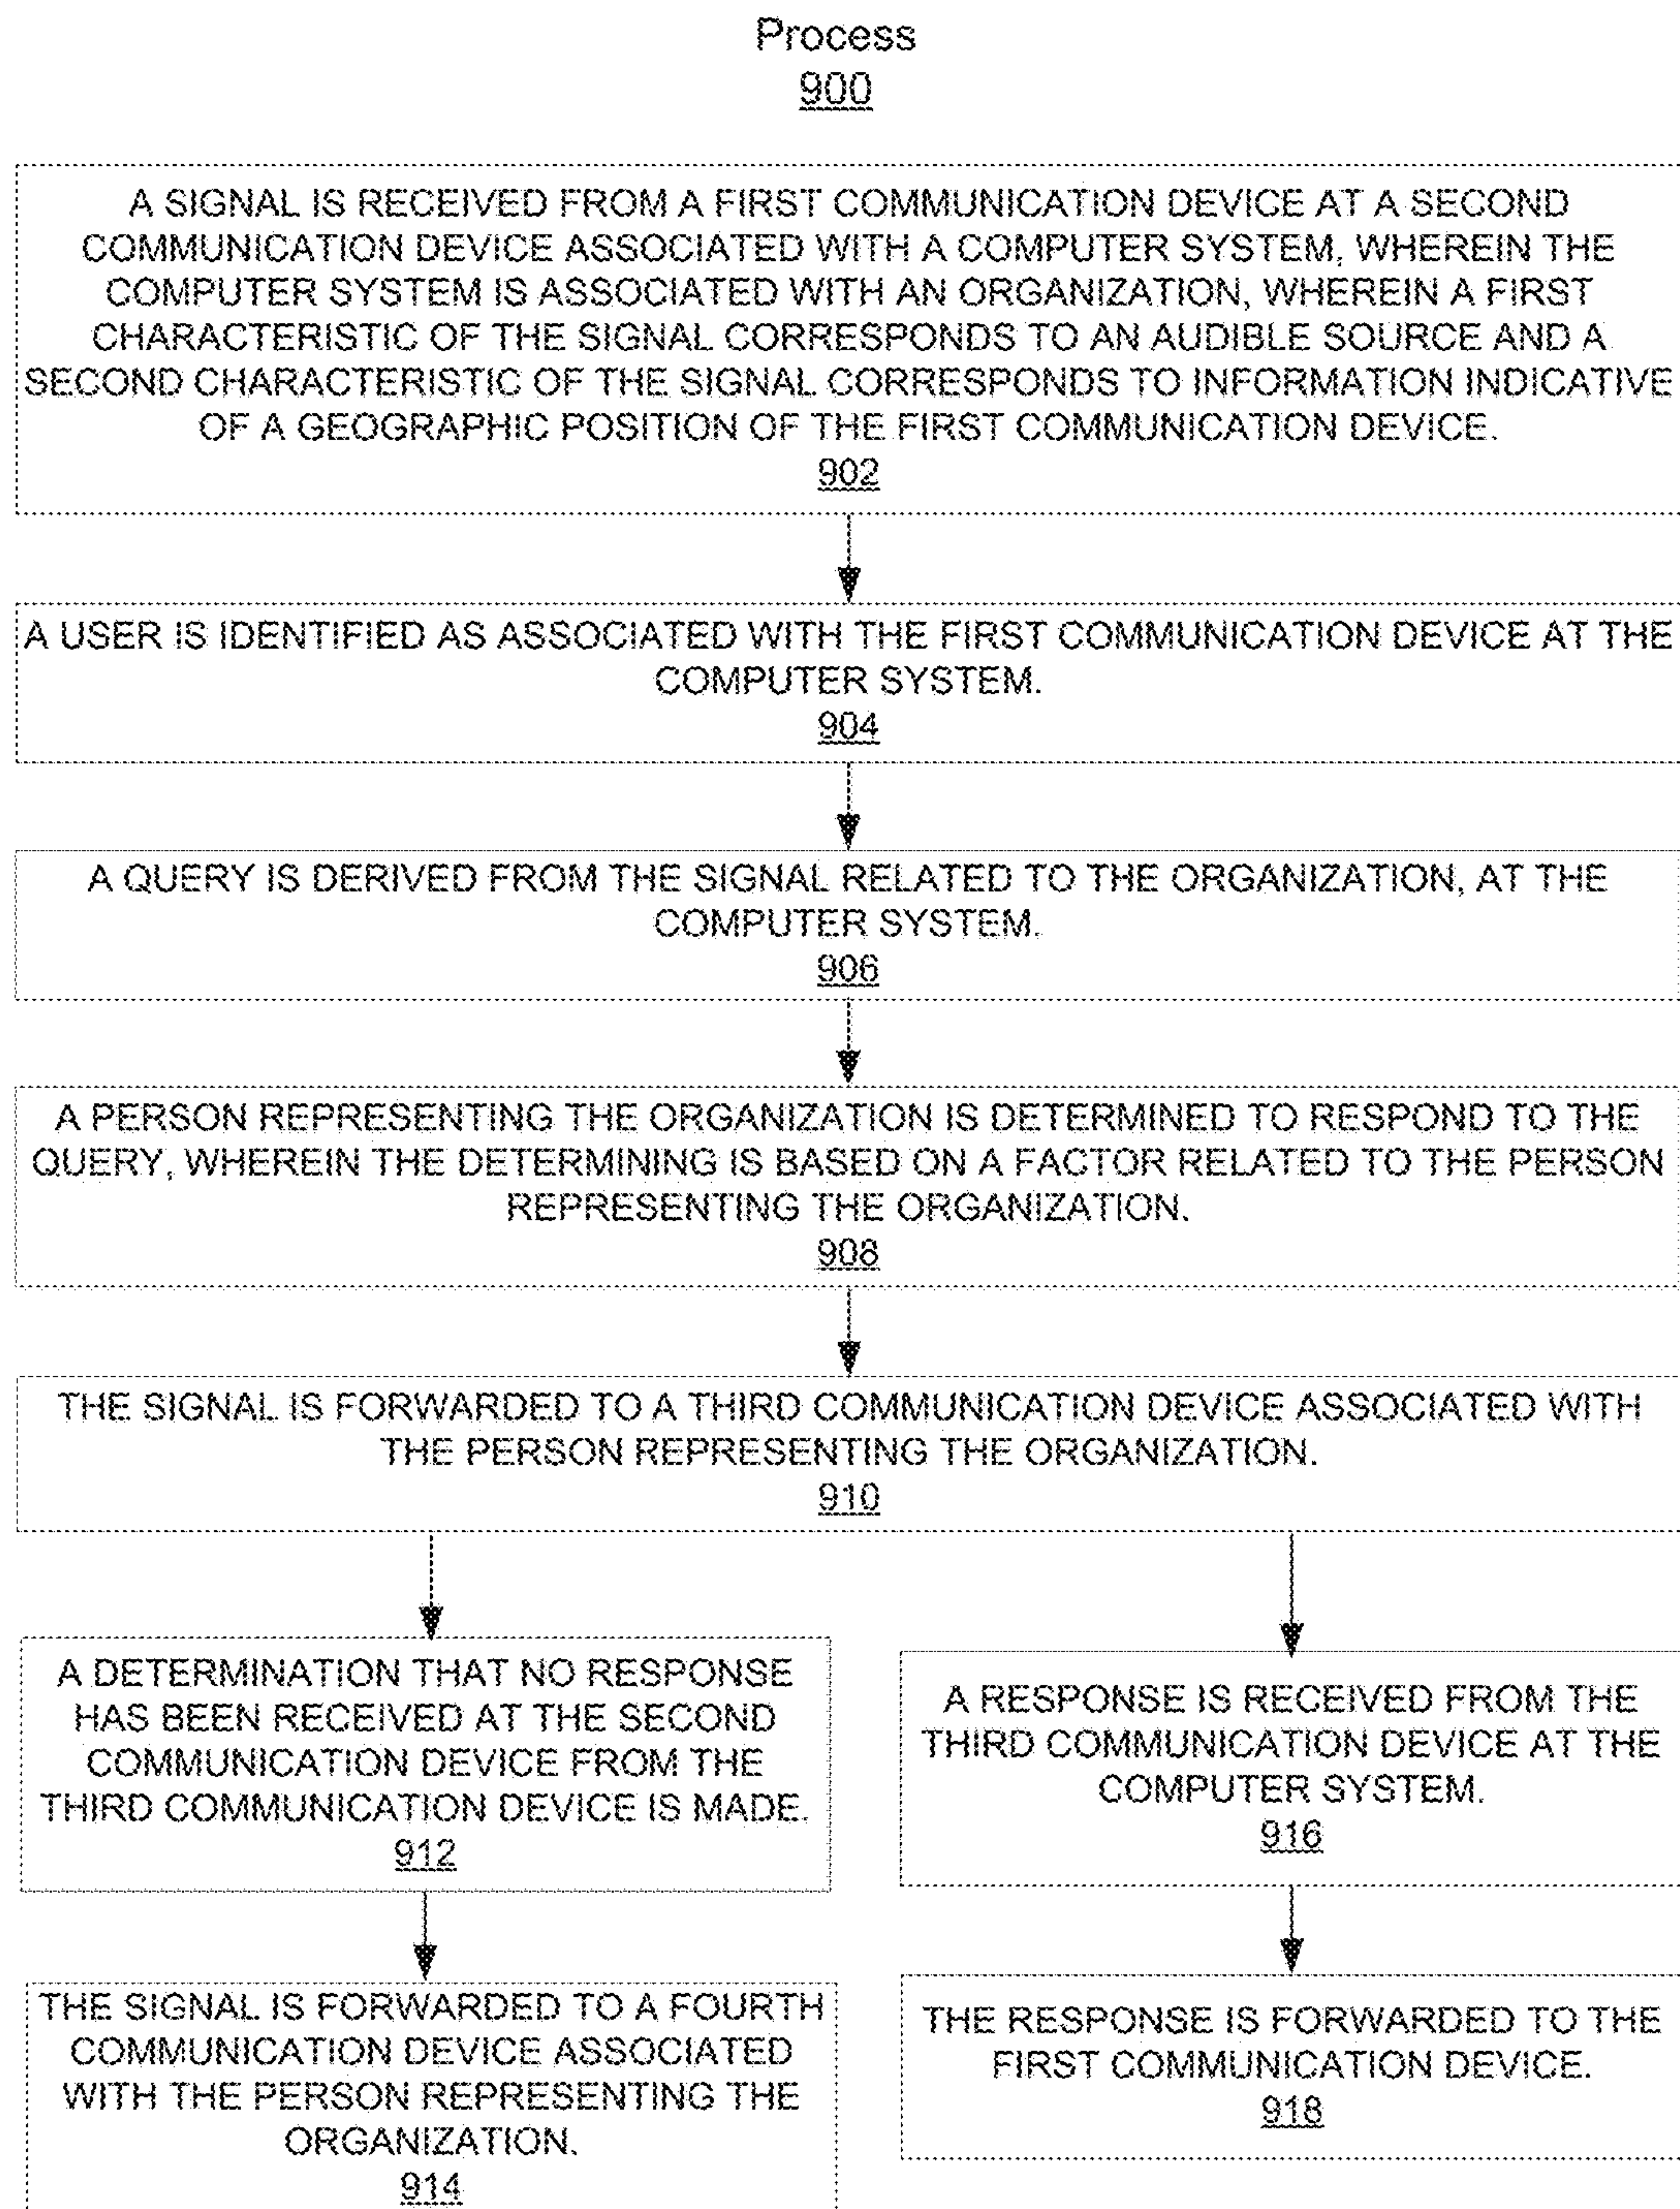 Process
900
A SIGNAL IS RECEIVED FROM A FIRST COMMUNICATION DEVICE AT A SECOND
COMMUNICATION DEVICE ASSOCIATED WITH A COMPUTER SYSTEM, WHEREIN THE
COMPUTER SYSTEM IS ASSOCIATED WITH AN ORGANIZATION, WHEREIN A FIRST
CHARACTERISTIC OF THE SIGNAL CORRESPONDS TO AN AUDIBLE SOURCE AND A
SECOND CHARACTERISTIC OF THE SIGNAL CORRESPONDS TO INFORMATION INDICATIVE
OF A GEOGRAPHIC POSITION OF THE FIRST COMMUNICATION DEVICE.
902
A USER IS IDENTIFIED AS ASSOCIATED WITH THE FIRST COMMUNICATION DEVICE AT THE
COMPUTER SYSTEM.
904
A QUERY IS DERIVED FROM THE SIGNAL RELATED TO THE ORGANIZATION, AT THE
COMPUTER SYSTEM.
906
A PERSON REPRESENTING THE ORGANIZATION IS DETERMINED TO RESPOND TO THE
QUERY, WHEREIN THE DETERMINING IS BASED ON A FACTOR RELATED TO THE PERSON
REPRESENTING THE ORGANIZATION.
908
THE SIGNAL IS FORWARDED TO A THIRD COMMUNICATION DEVICE ASSOCIATED WITH
THE PERSON REPRESENTING THE ORGANIZATION.
910
A DETERMINATION THAT NO RESPONSE
HAS BEEN RECEIVED AT THE SECOND
COMMUNICATION DEVICE FROM THE
THIRD COMMUNICATION DEVICE IS MADE.
912
THE SIGNAL IS FORWARDED TO A FOURTH
COMMUNICATION DEVICE ASSOCIATED
WITH THE PERSON REPRESENTING THE
ORGANIZATION.
914
A RESPONSE IS RECEIVED FROM THE
THIRD COMMUNICATION DEVICE AT THE
COMPUTER SYSTEM.
916
THE RESPONSE IS FORWARDED TO THE
FIRST COMMUNICATION DEVICE.
918